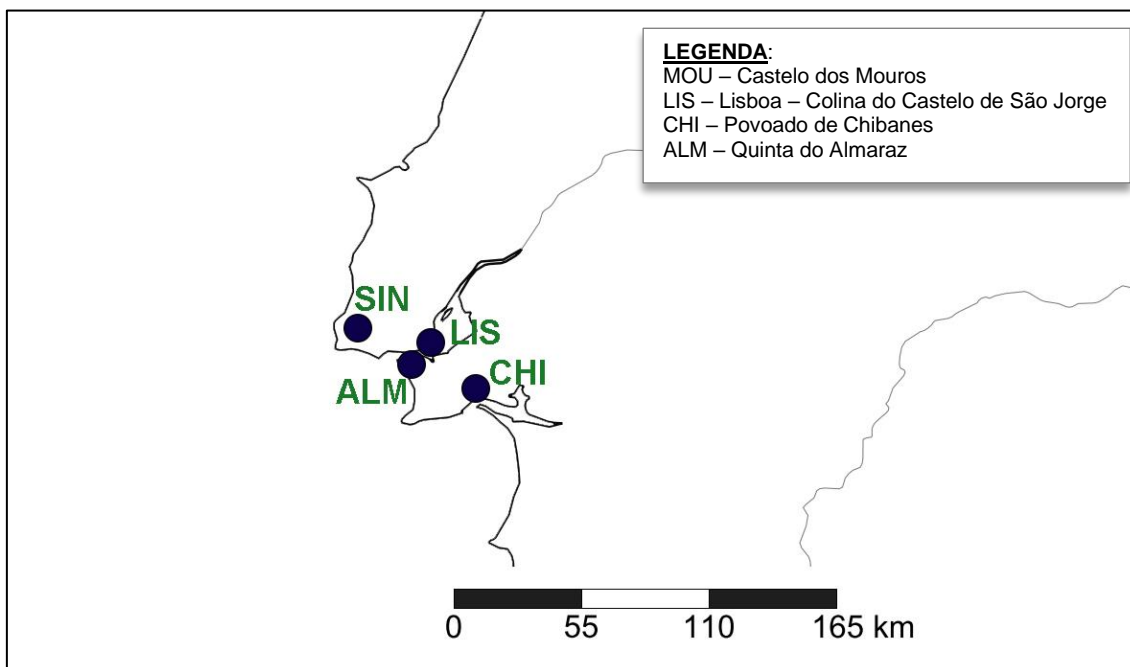 LEGENDA:
MOU – Castelo dos Mouros
LIS – Lisboa – Colina do Castelo de São Jorge
CHI – Povoado de Chibanes
ALM – Quinta do Almaraz
SIN
LIS
ALM
CHI
0 55 110 165 km